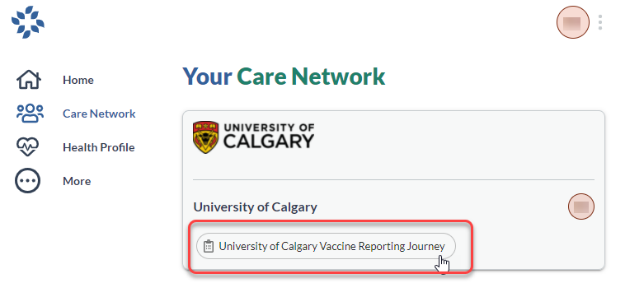 Home
Care Network
Health Profile
More
Your Care Network
UNIVERSITY OF
CALGARY
University of Calgary
University of Calgary Vaccine Reporting Journey